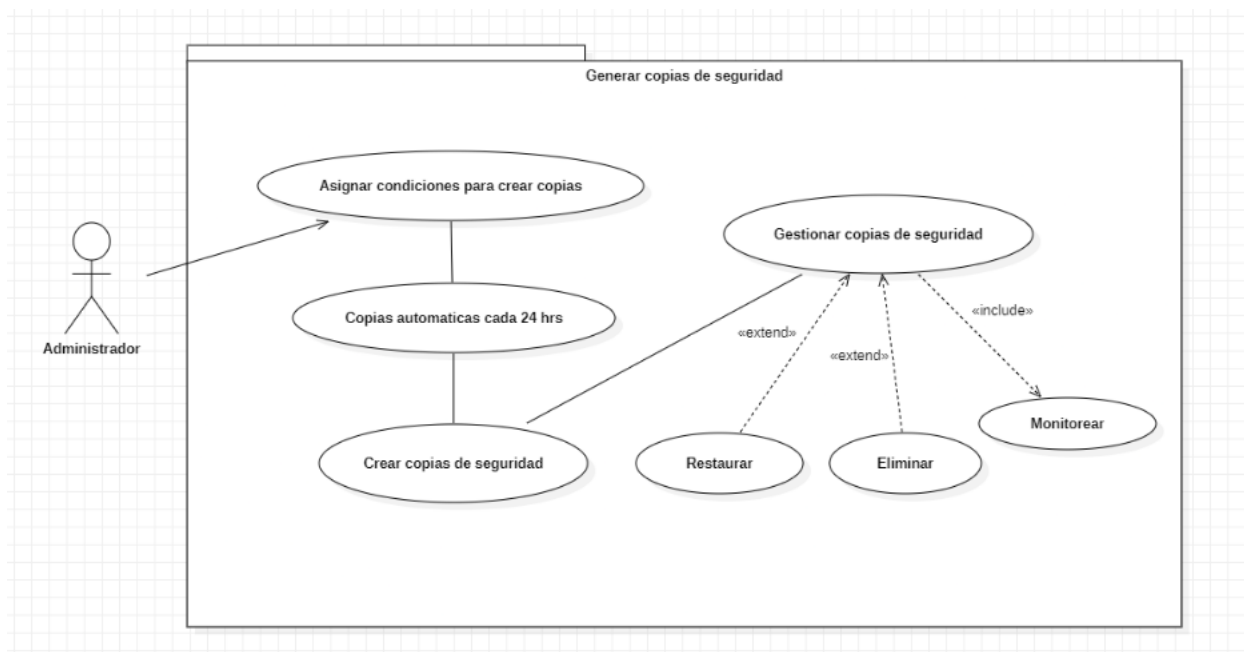 Generar copias de seguridad
Asignar condiciones para crear copias
Gestionar copias de seguridad
Copias automaticas cada 24 hrs
«include»
«extend»
«extend»
Administrador
Monitorear
Crear copias de seguridad
Restaurar
Eliminar